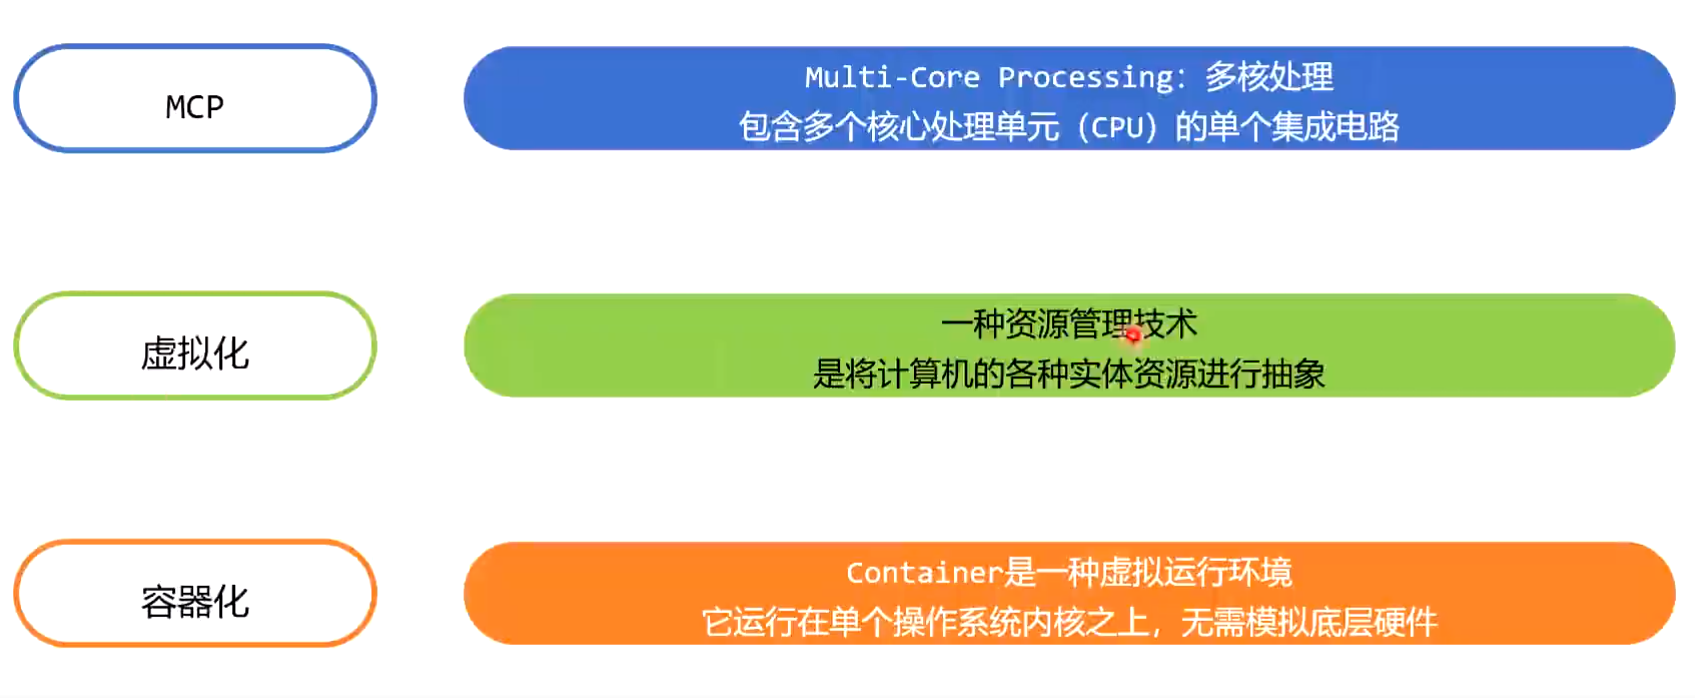 MCP
Multi-Core Processing: 多核处理
包含多个核心处理单元（CPU）的单个集成电路
虚拟化
一种资源管理技术
是将计算机的各种实体资源进行抽象
容器化
Container是一种虚拟运行环境
它运行在单个操作系统内核之上，无需模拟底层硬件